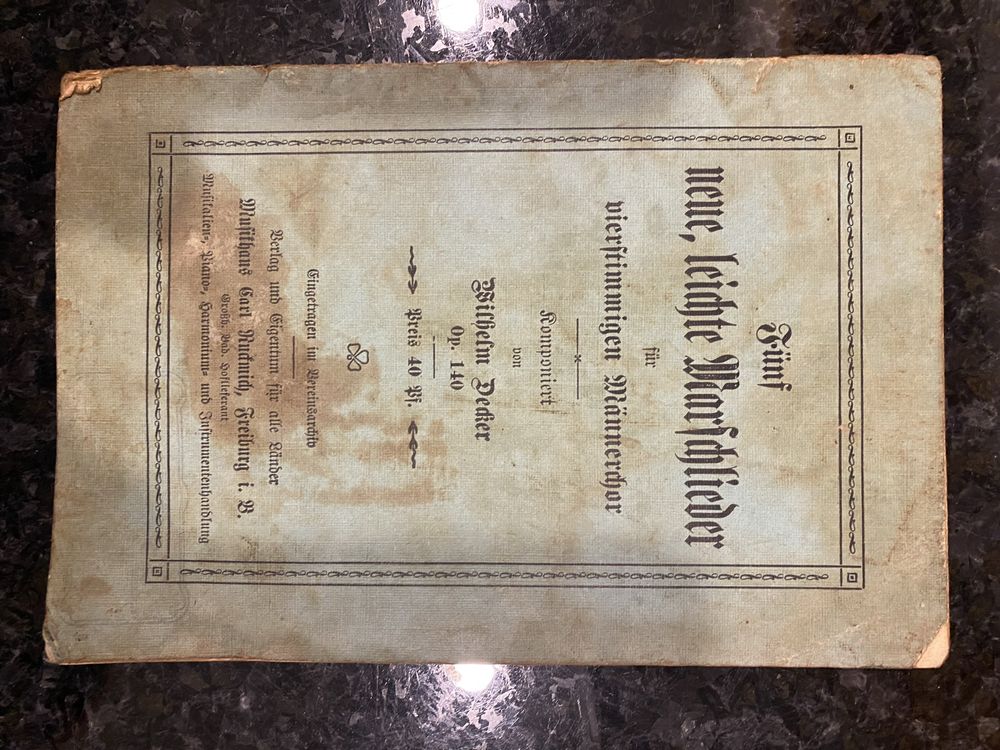 Fünf
neue, leichte Marschlieder
für
vierstimmigen Männerchor
Komponiert
von
Wilhelm Decker
Op. 140
Preis 40 Pf.
Eingetragen im Vereinsarchiv
Verlag und Eigentum für alle Länder
Musikhaus Carl Ruckmich, Freiburg i. B.
Großh. Bad. Hoflieferant
Musikalien-, Piano-, Harmonium- und Instrumentenhandlung